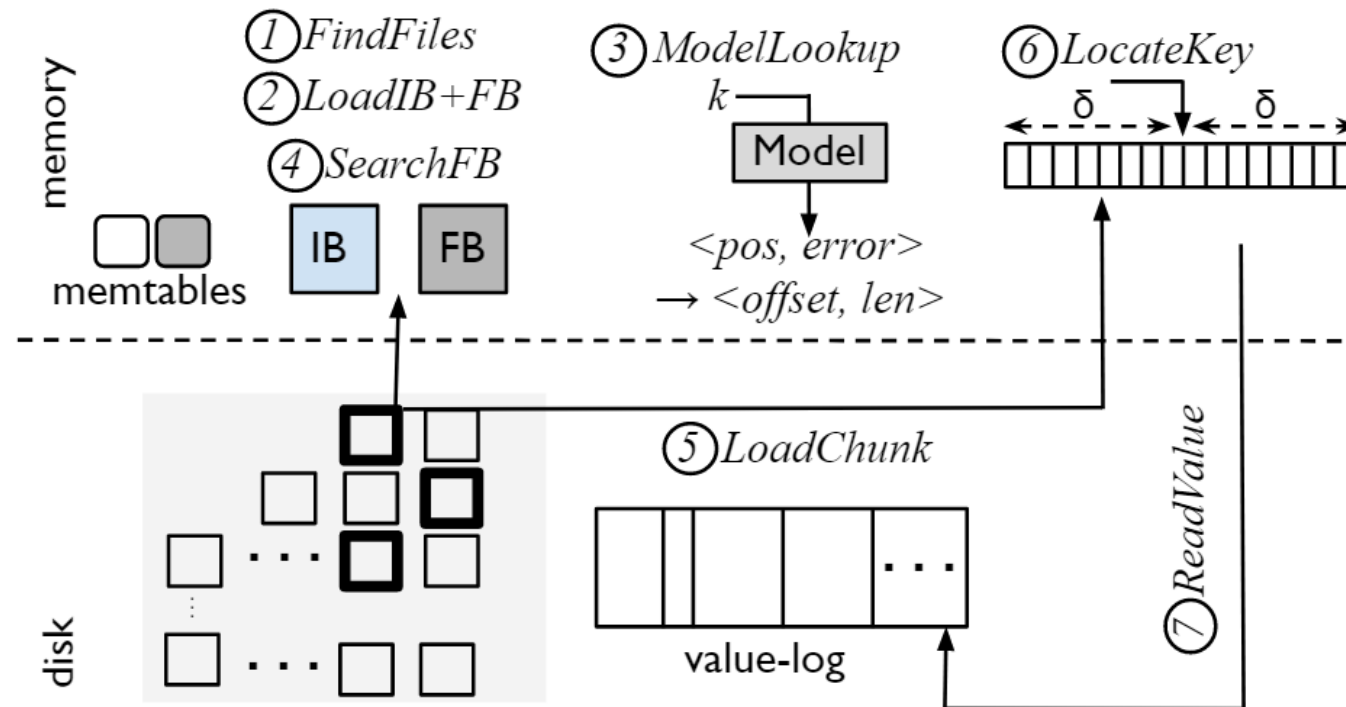 ① FindFiles
② LoadIB+FB
④ SearchFB
IB
FB
memtables
memory
③ ModelLookup
k
Model
<pos, error>
→ <offset, len>
⑥ LocateKey
δ
δ
⑤ LoadChunk
...
...
...
value-log
⑦ ReadValue
disk